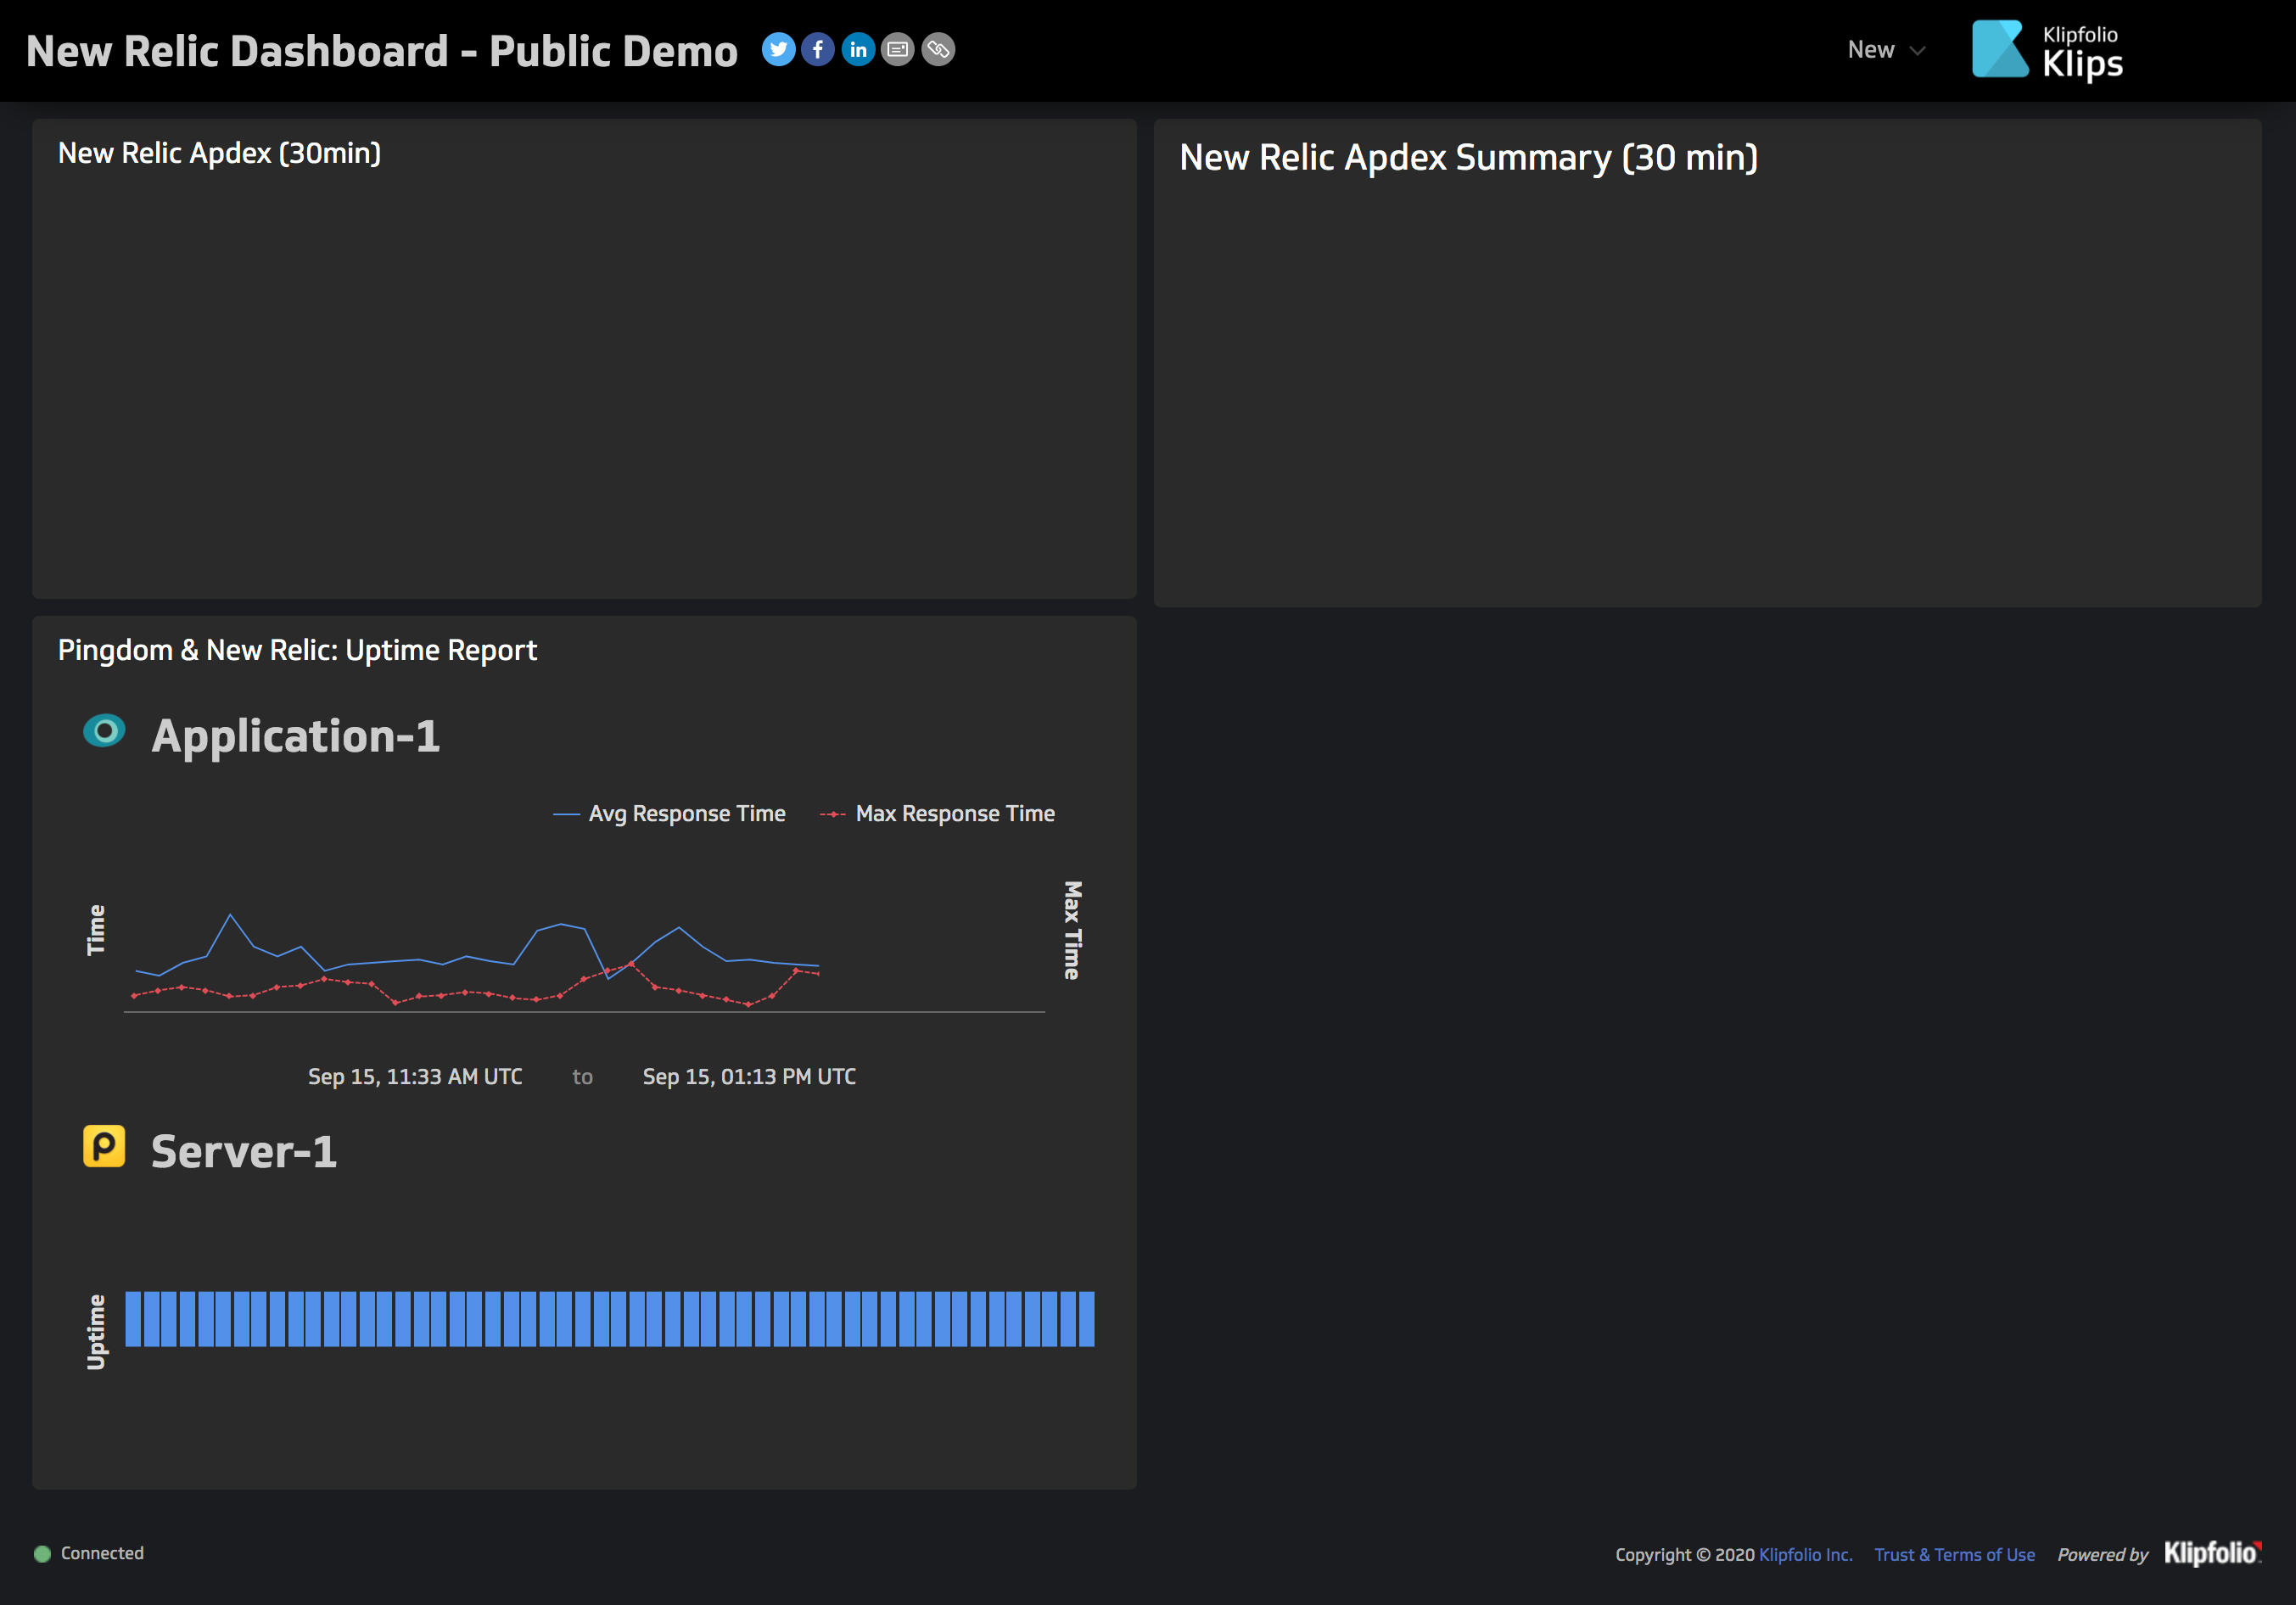 New Relic Dashboard - Public Demo
New
Klipfolio
Klips
New Relic Apdex (30min)
New Relic Apdex Summary (30 min)
Pingdom & New Relic: Uptime Report
Application-1
Avg Response Time
Max Response Time
Time
Max Time
Sep 15, 11:33 AM UTC to Sep 15, 01:13 PM UTC
Server-1
Uptime
Connected
Copyright © 2020 Klipfolio Inc. Trust & Terms of Use Powered by Klipfolio